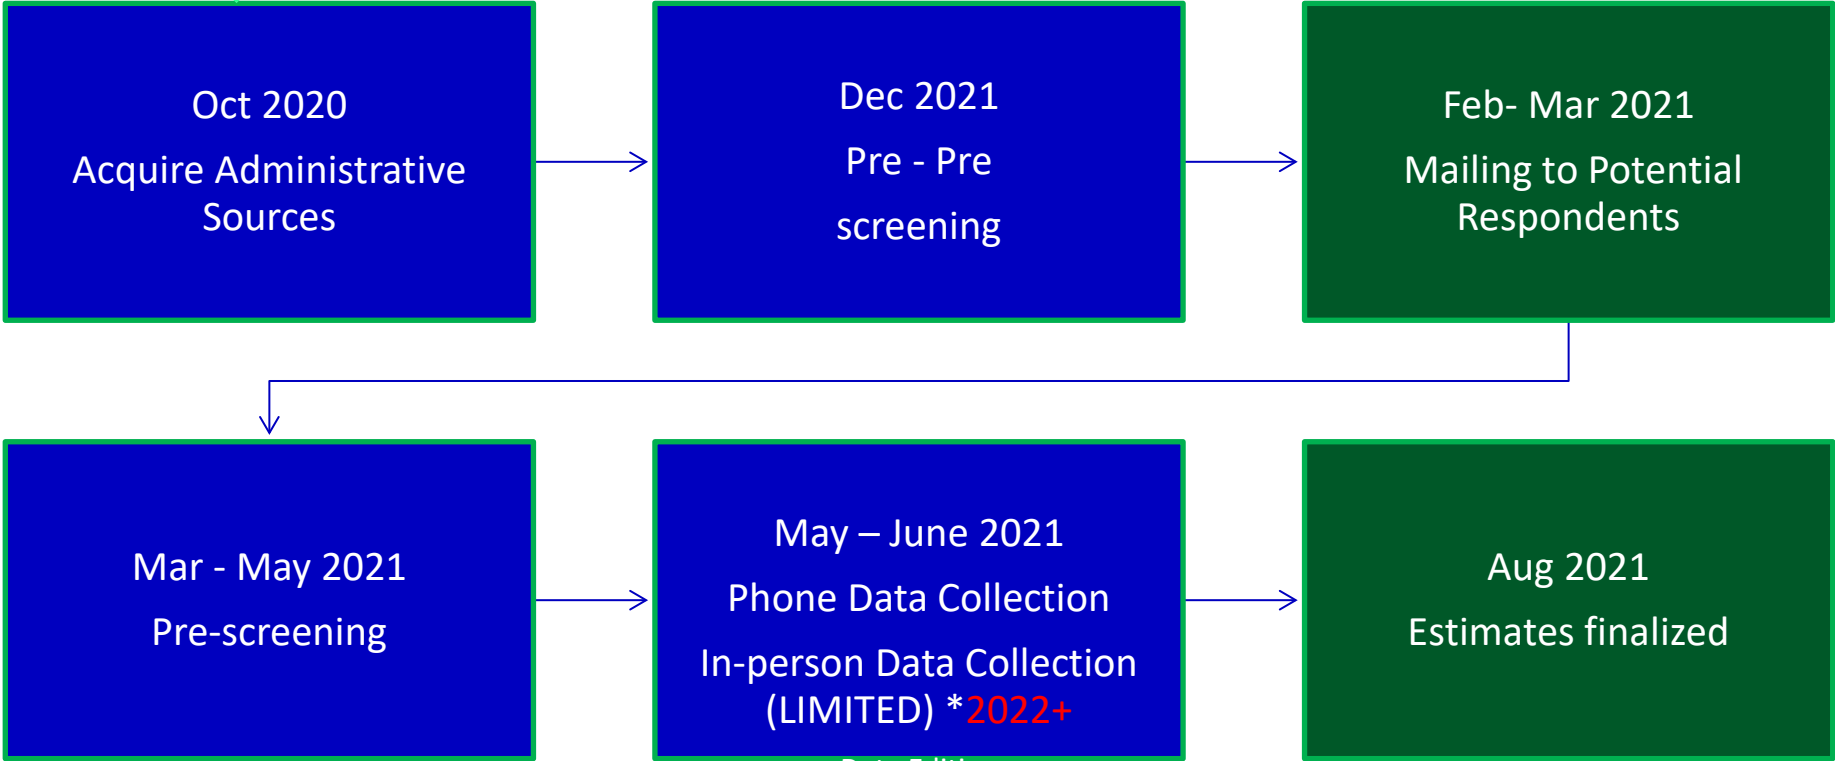 Oct 2020
Acquire Administrative
Sources
Dec 2021
Pre - Pre
screening
Feb- Mar 2021
Mailing to Potential
Respondents
Mar - May 2021
Pre-screening
May – June 2021
Phone Data Collection
In-person Data Collection
(LIMITED) *2022+
Aug 2021
Estimates finalized